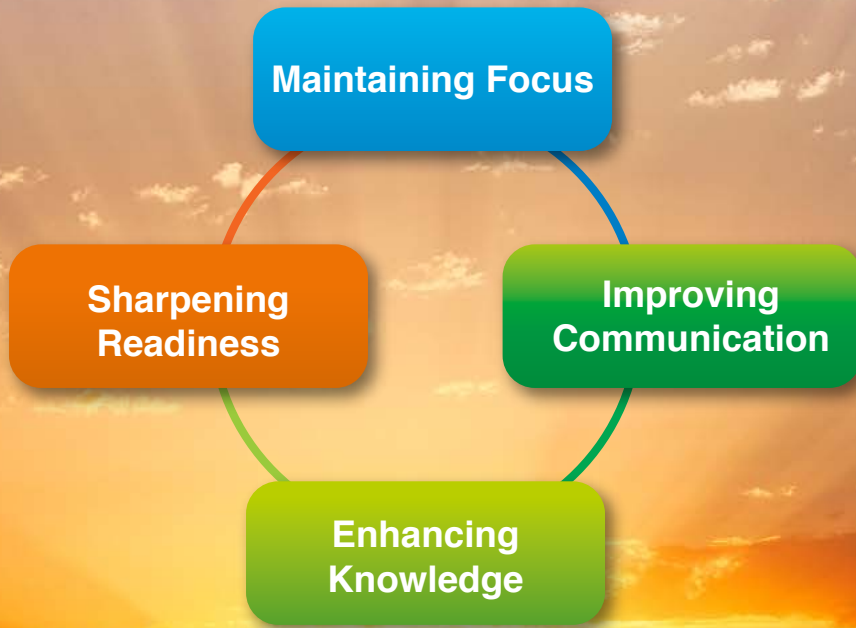 Maintaining Focus
Sharpening
Readiness
Improving
Communication
Enhancing
Knowledge